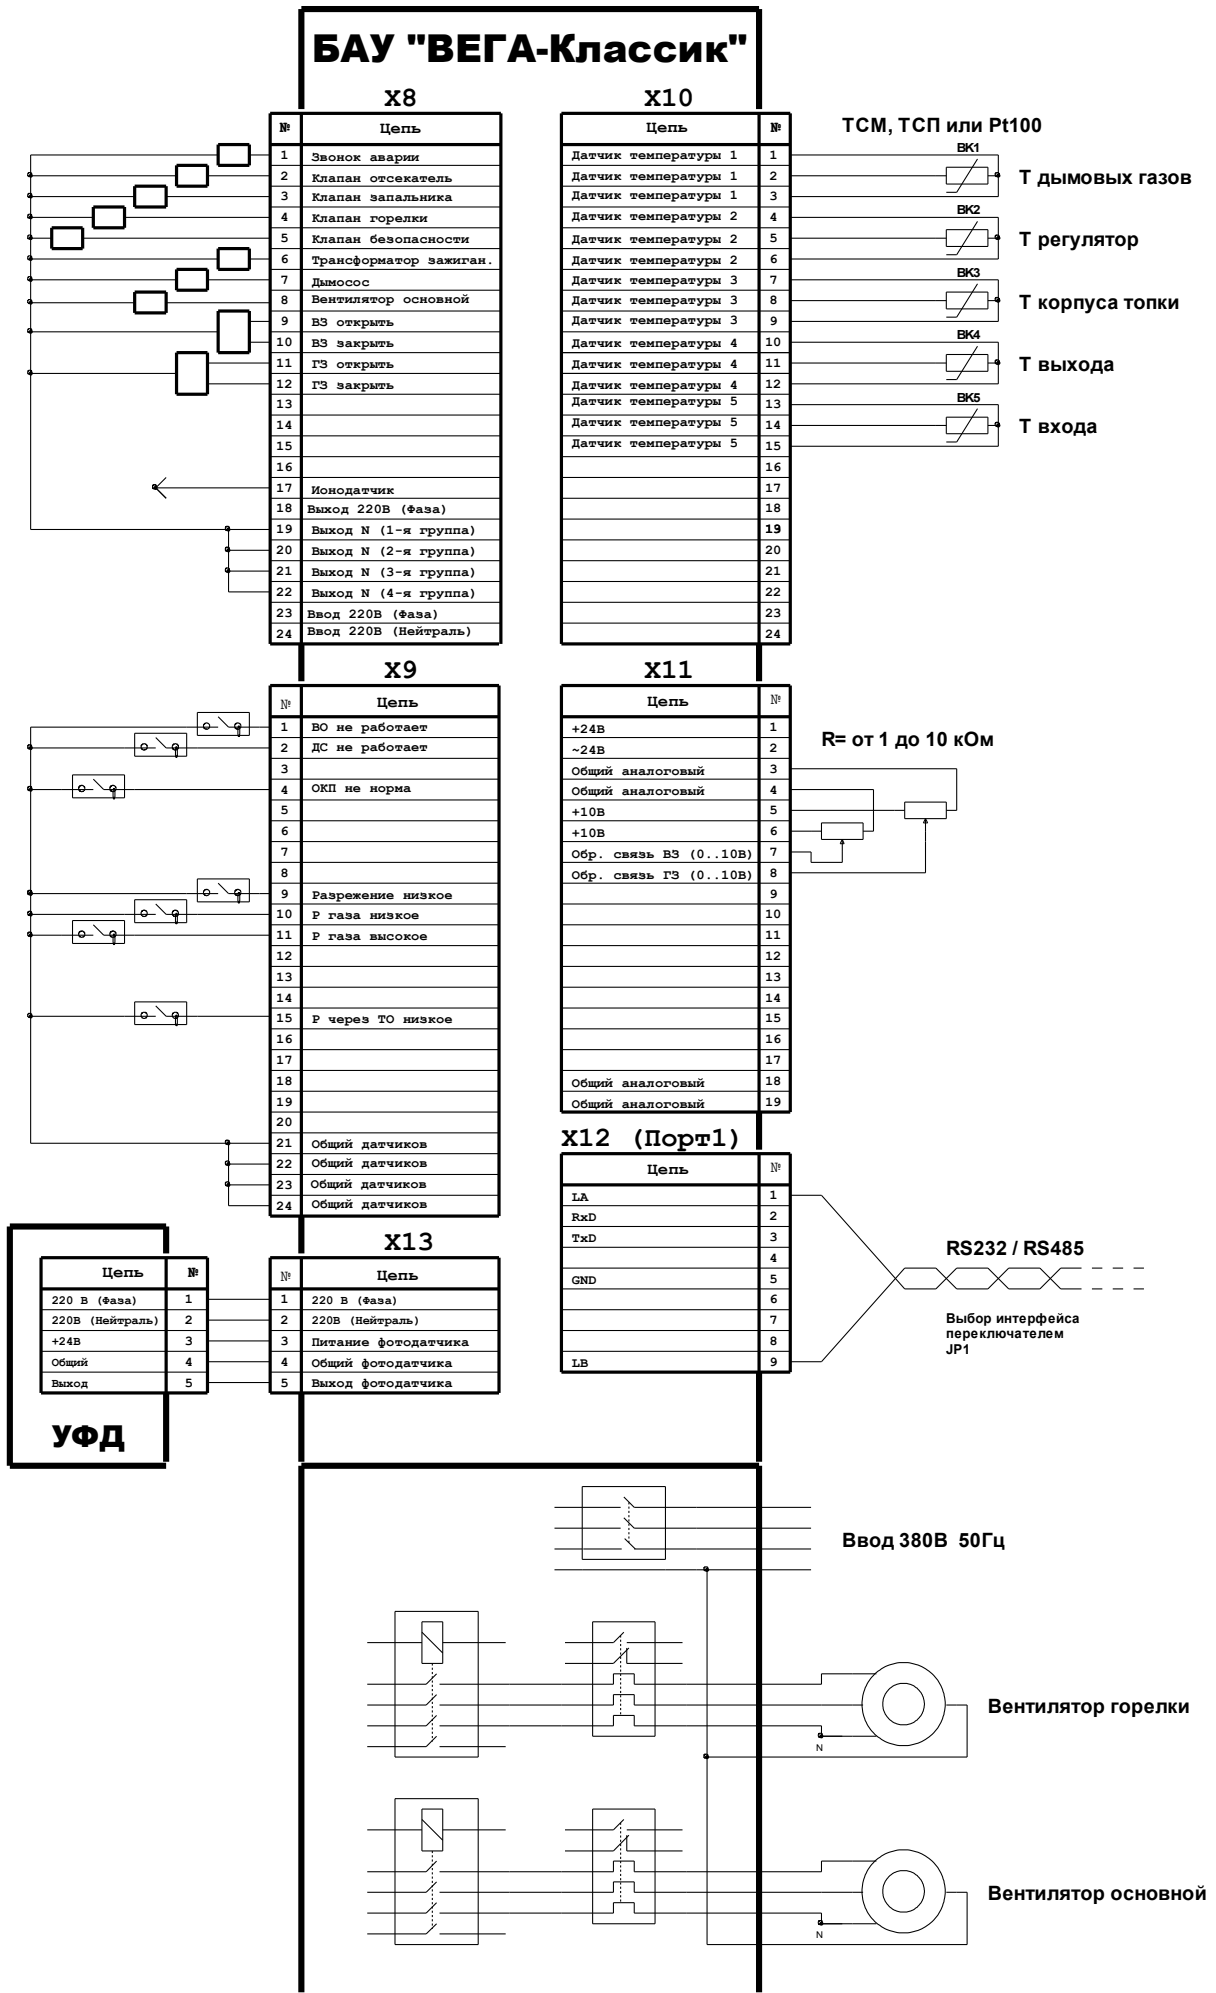 БАУ "ВЕГА-Классик"
X8
№ Цепь
1 Звонок аварии
2 Клапан отсекатель
3 Клапан запальника
4 Клапан горелки
5 Клапан безопасности
6 Трансформатор зажиган.
7 Дымосос
8 Вентилятор основной
9 ВЗ открыть
10 ВЗ закрыть
11 ГЗ открыть
12 ГЗ закрыть
13
14
15
16
17 Ионодатчик
18 Выход 220В (Фаза)
19 Выход N (1-я группа)
20 Выход N (2-я группа)
21 Выход N (3-я группа)
22 Выход N (4-я группа)
23 Ввод 220В (Фаза)
24 Ввод 220В (Нейтраль)
X10
Цепь №
Датчик температуры 1 1
Датчик температуры 1 2
Датчик температуры 1 3
Датчик температуры 2 4
Датчик температуры 2 5
Датчик температуры 2 6
Датчик температуры 3 7
Датчик температуры 3 8
Датчик температуры 3 9
Датчик температуры 4 10
Датчик температуры 4 11
Датчик температуры 4 12
Датчик температуры 5 13
Датчик температуры 5 14
Датчик температуры 5 15
16
17
18
19
20
21
22
23
24
ТСМ, ТСП или Pt100
BK1
Т дымовых газов
BK2
Т регулятор
BK3
Т корпуса топки
BK4
Т выхода
BK5
Т входа
X9
№ Цепь
1 ВО не работает
2 ДС не работает
3
4 ОКП не норма
5
6
7
8
9 Разрежение низкое
10 Р газа низкое
11 Р газа высокое
12
13
14
15 Р через ТО низкое
16
17
18
19
20
21 Общий датчиков
22 Общий датчиков
23 Общий датчиков
24 Общий датчиков
X11
Цепь №
+24В 1
~24В 2
Общий аналоговый 3
Общий аналоговый 4
+10В 5
+10В 6
Обр. связь ВЗ (0..10В) 7
Обр. связь ГЗ (0..10В) 8
9
10
11
12
13
14
15
16
17
Общий аналоговый 18
Общий аналоговый 19
R= от 1 до 10 кОм
X12 (Порт1)
Цепь №
LA 1
RxD 2
TxD 3
4
GND 5
6
7
8
LB 9
RS232 / RS485
Выбор интерфейса
переключателем
JP1
Цепь №
220 В (Фаза) 1
220В (Нейтраль) 2
+24В 3
Общий 4
Выход 5
УФД
X13
№ Цепь
1 220 В (Фаза)
2 220В (Нейтраль)
3 Питание фотодатчика
4 Общий фотодатчика
5 Выход фотодатчика
Ввод 380В 50Гц
Вентилятор горелки
N
Вентилятор основной
N